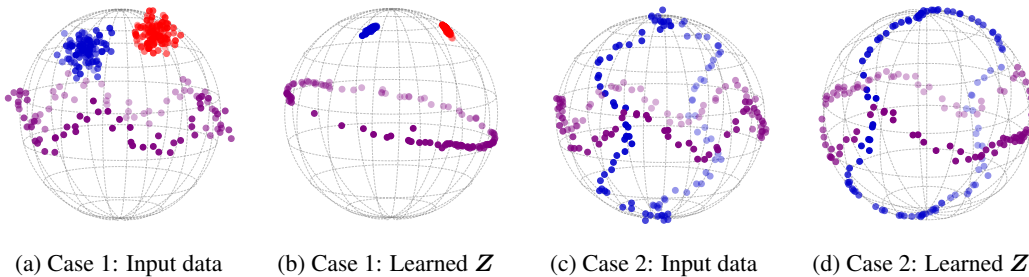 (a) Case 1: Input data
(b) Case 1: Learned Z
(c) Case 2: Input data
(d) Case 2: Learned Z